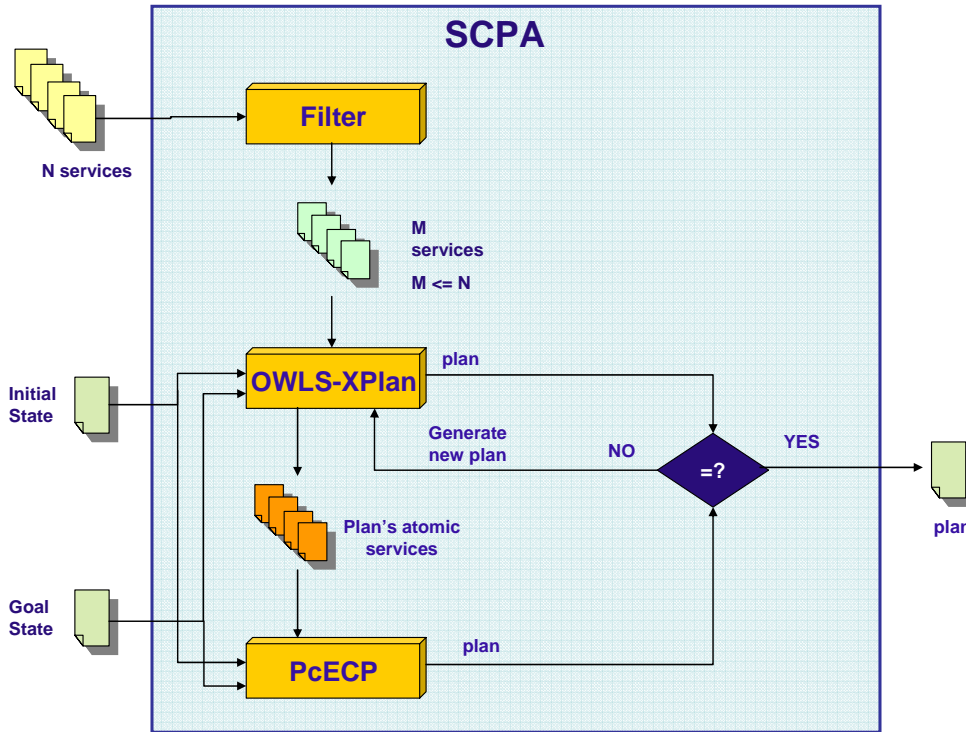 SCPA
Filter
N services
M
services
M <= N
OWLS-XPlan
plan
Initial
State
Generate
new plan
NO
=?
YES
plan
Plan's atomic
services
Goal
State
PcECP
plan